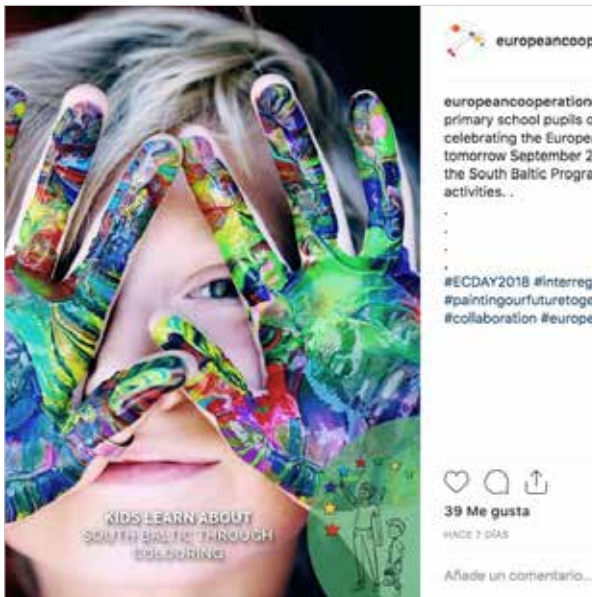 KIDS LEARN ABOUT
SOUTH BALTIC THROUGH
COLOURING
europeancoop
europeancooperation
primary school pupils
celebrating the Europe
tomorrow September 2
the South Baltic Progra
activities. .
.
.
.
.
#ECDAY2018 #interreg
#paintingourfuturetoge
#collaboration #europe
39 Me gusta
HACE 7 DÍAS
Añade un comentario...